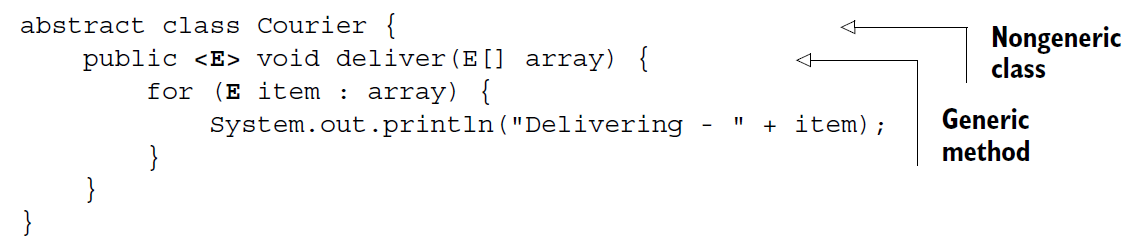 abstract class Courier {
    public <E> void deliver(E[] array) {
        for (E item : array) {
            System.out.println("Delivering - " + item);
        }
    }
}
Nongeneric
class
Generic
method